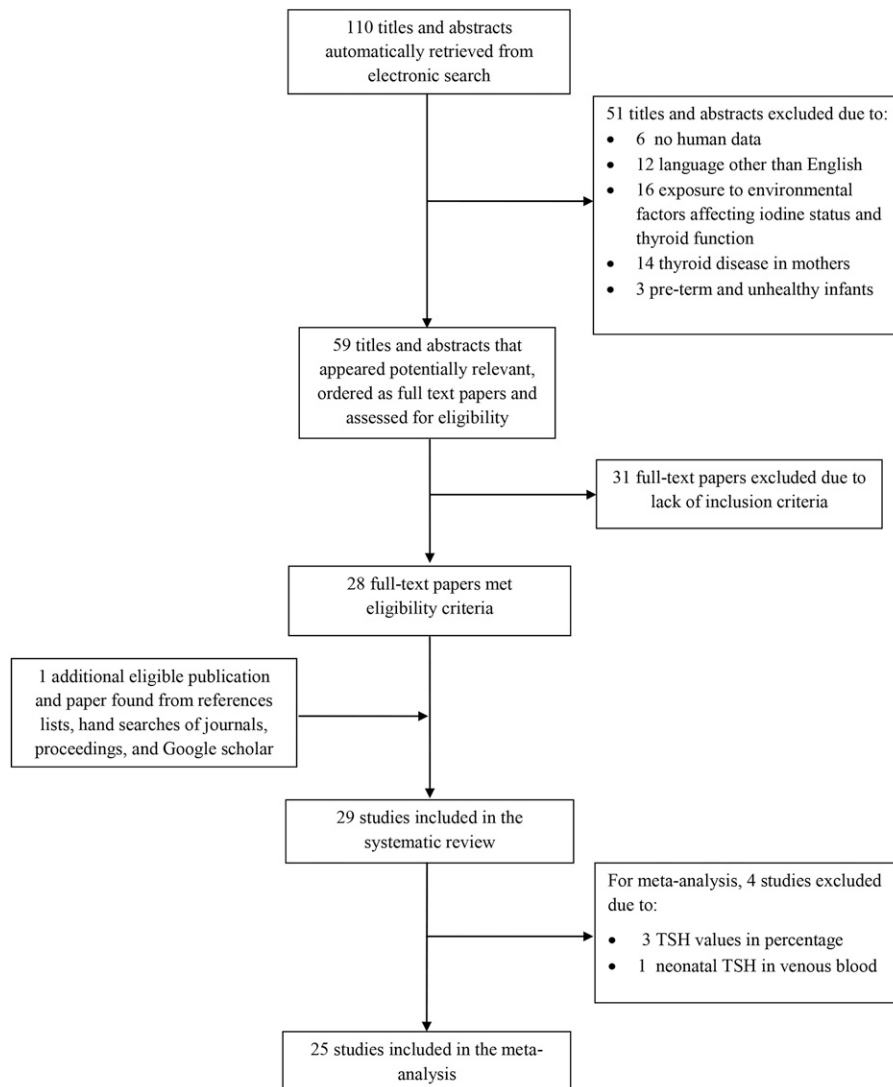 110 titles and abstracts
automatically retrieved from
electronic search
51 titles and abstracts excluded due to:
• 6 no human data
• 12 language other than English
• 16 exposure to environmental
factors affecting iodine status and
thyroid function
• 14 thyroid disease in mothers
• 3 pre-term and unhealthy infants
59 titles and abstracts that
appeared potentially relevant,
ordered as full text papers and
assessed for eligibility
31 full-text papers excluded due to
lack of inclusion criteria
28 full-text papers met
eligibility criteria
1 additional eligible publication
and paper found from references
lists, hand searches of journals,
proceedings, and Google scholar
29 studies included in the
systematic review
For meta-analysis, 4 studies excluded
due to:
• 3 TSH values in percentage
• 1 neonatal TSH in venous blood
25 studies included in the meta-
analysis